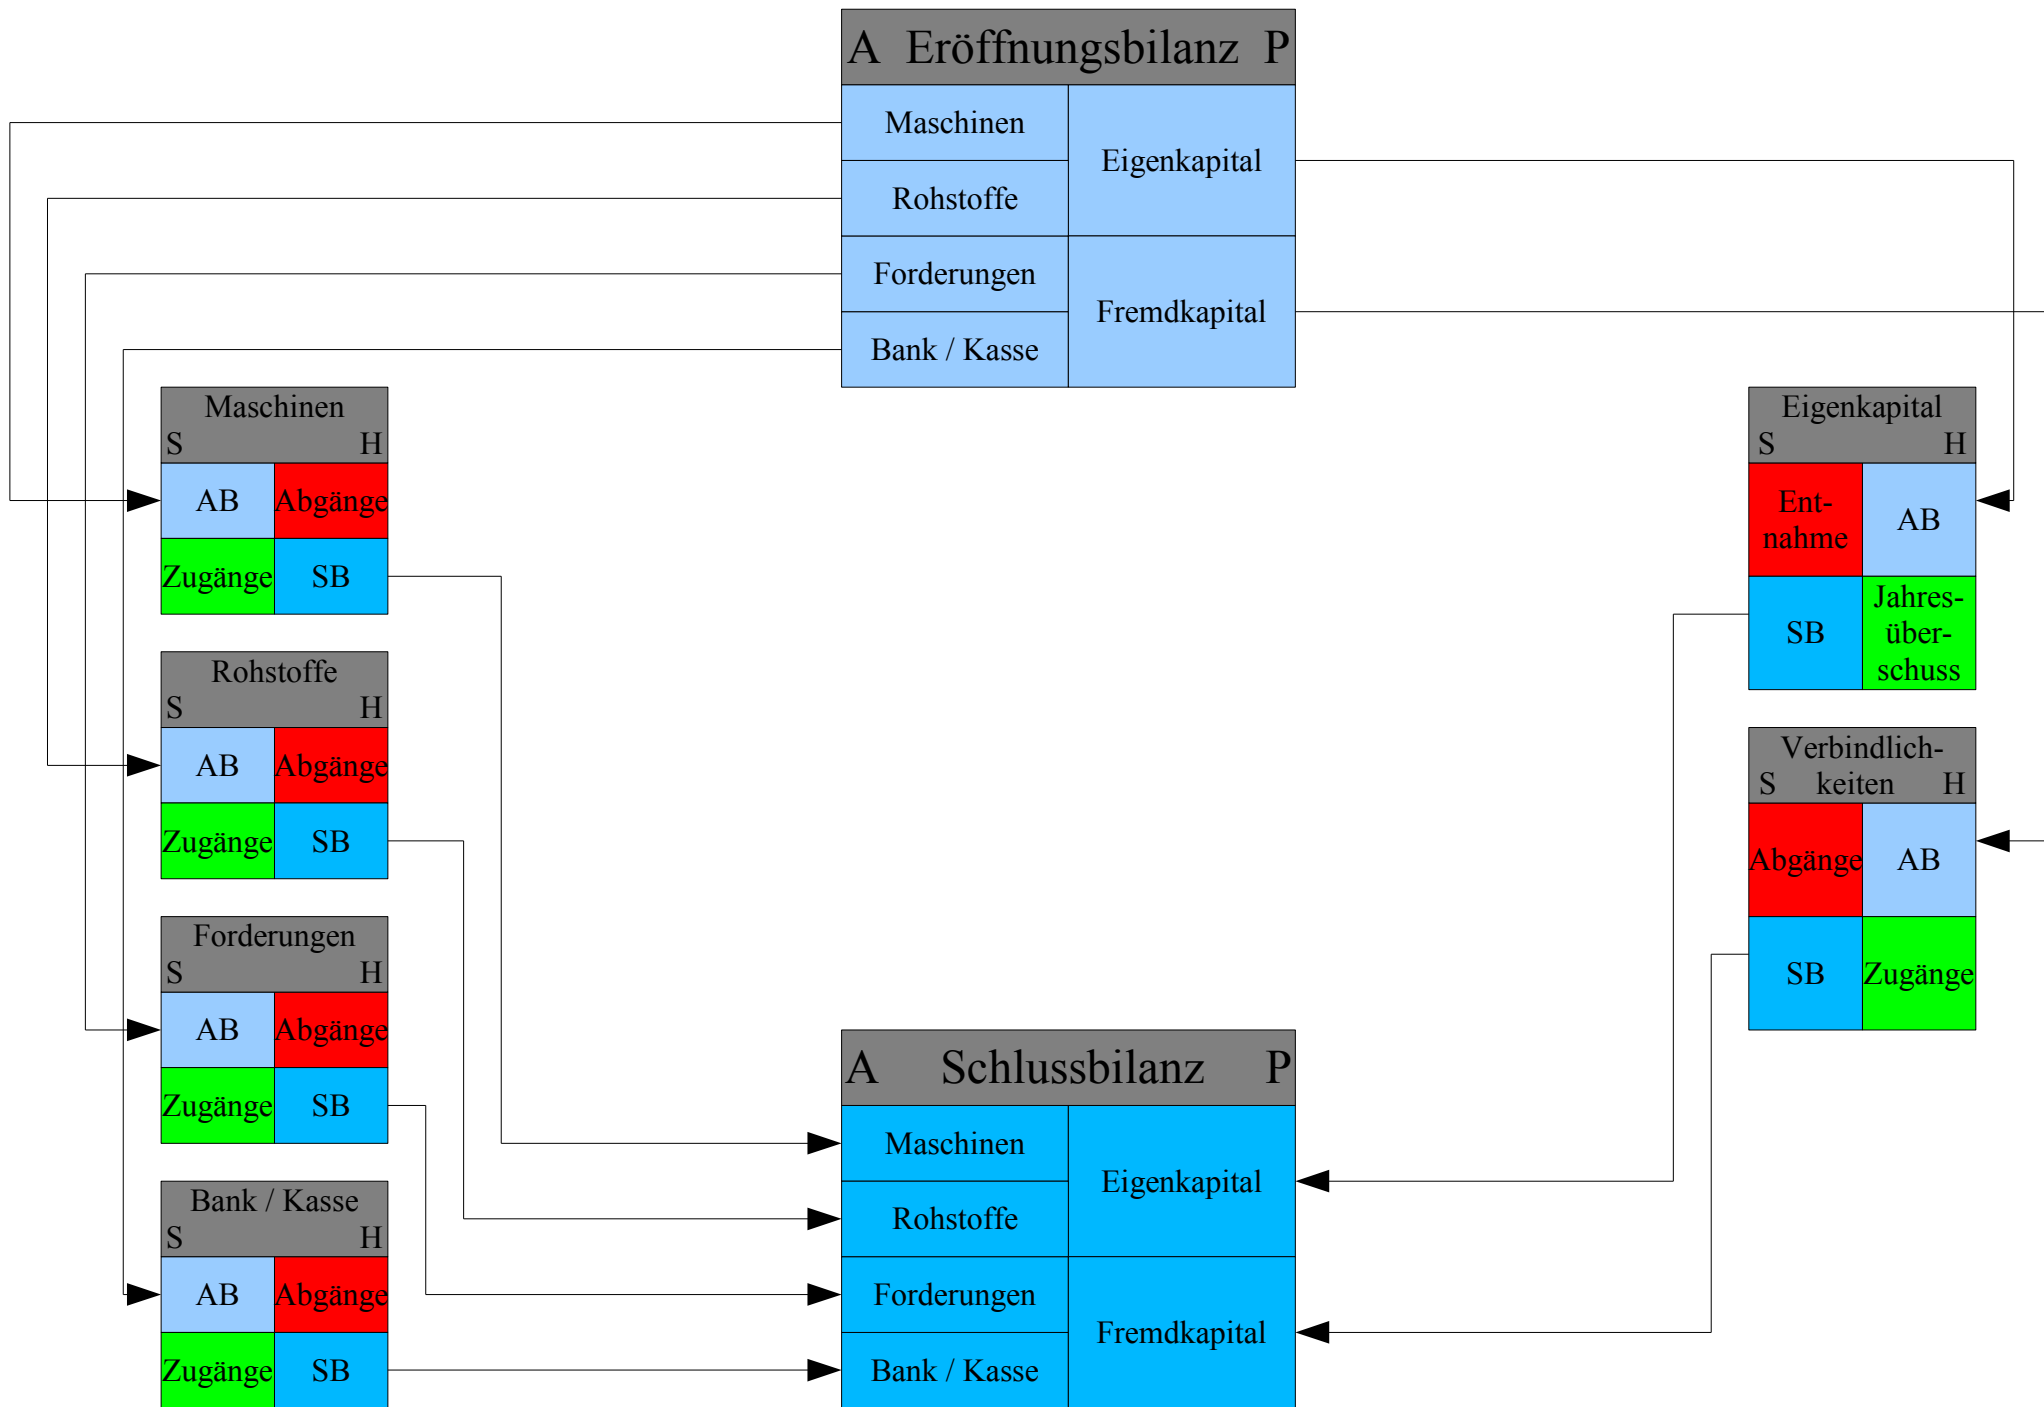 A Eröffnungsbilanz P
Maschinen
Eigenkapital
Rohstoffe
Forderungen
Fremdkapital
Bank / Kasse
Maschinen
S H
AB Abgänge
Zugänge SB
Rohstoffe
S H
AB Abgänge
Zugänge SB
Forderungen
S H
AB Abgänge
Zugänge SB
Bank / Kasse
S H
AB Abgänge
Zugänge SB
Eigenkapital
S H
Ent-
nahme
AB
SB
Jahres-
über-
schuss
Verbindlich-
S keiten H
Abgänge AB
SB Zugänge
A Schlussbilanz P
Maschinen
Eigenkapital
Rohstoffe
Forderungen
Fremdkapital
Bank / Kasse